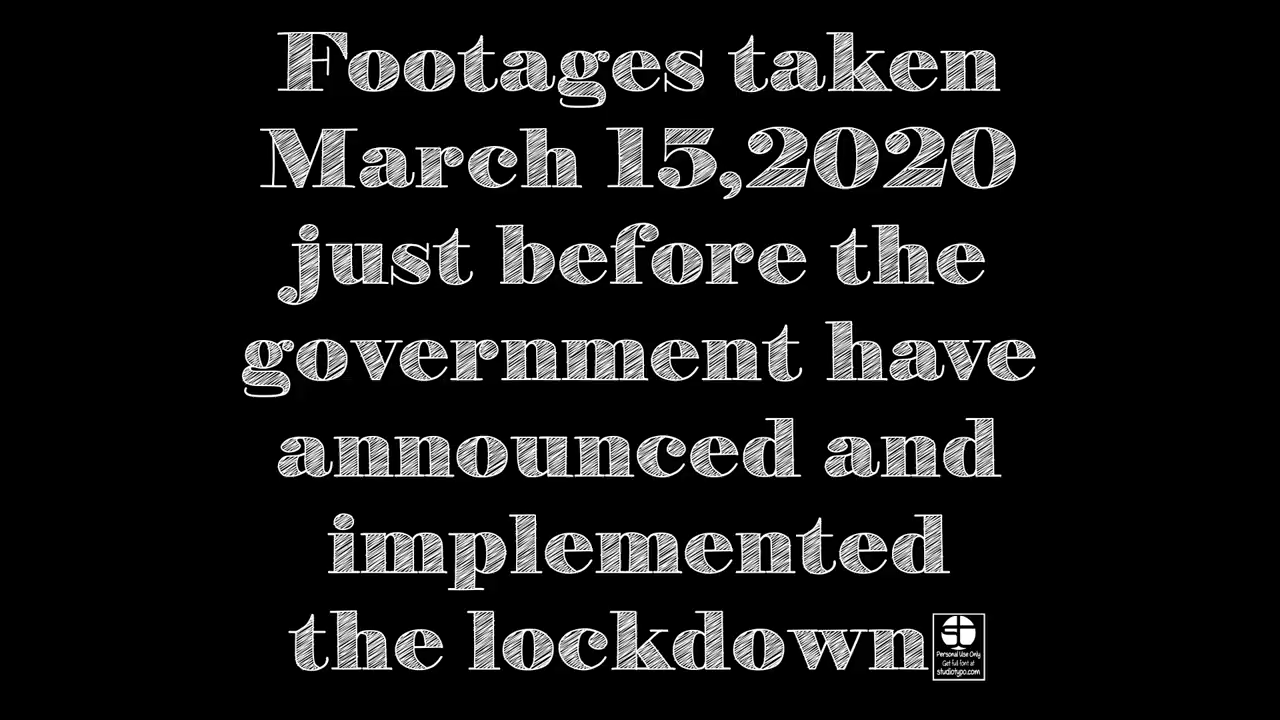 Footages taken
March 15,2020
just before the
government have
announced and
implemented
the lockdown
Personal Use Only
Get full font at
studiotypo.com